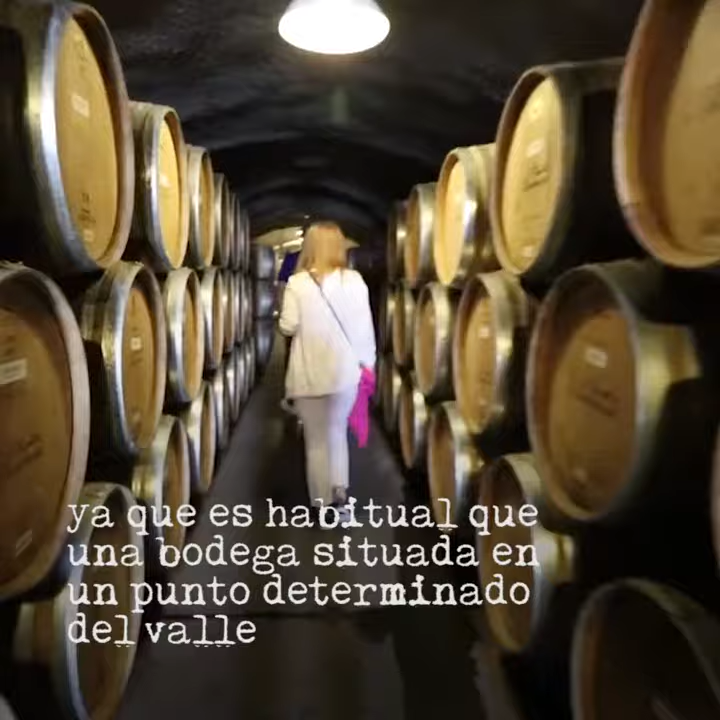 ya que es habitual que
una bodega situada en
un punto determinado
del valle